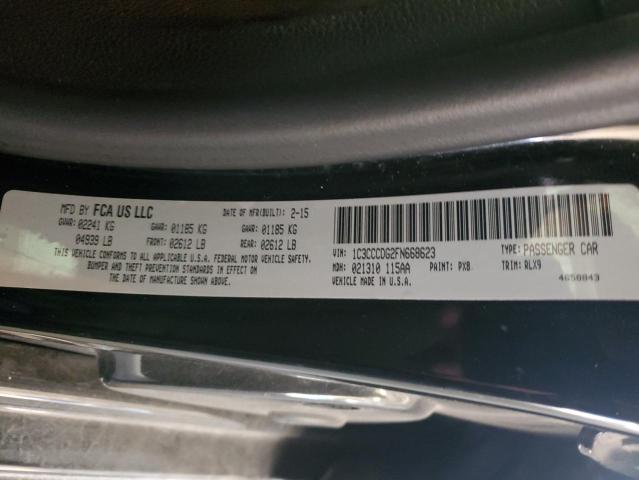 MFD BY FCA US LLC DATE OF MFR(BUILT): 2-15
GVWR: 02241 KG GAWR: 01185 KG GAWR: 01185 KG
04939 LB FRONT: 02612 LB REAR: 02612 LB
THIS VEHICLE CONFORMS TO ALL APPLICABLE U.S.A. FEDERAL MOTOR VEHICLE SAFETY,
BUMPER AND THEFT PREVENTION STANDARDS IN EFFECT ON
THE DATE OF MANUFACTURE SHOWN ABOVE.
VIN: 1C3CCCDG2FN668623 TYPE: PASSENGER CAR
MDH: 021310 115AA PAINT: PX8 TRIM: RLX9
VEHICLE MADE IN U.S.A. 4658843